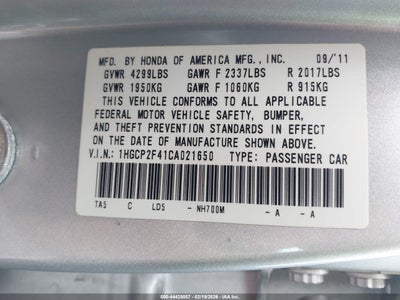 MFD. BY HONDA OF AMERICA MFG., INC. 09/'11
GVWR 4299LBS GAWR F 2337LBS R 2017LBS
GVWR 1950KG GAWR F 1060KG R 915KG
THIS VEHICLE CONFORMS TO ALL APPLICABLE
FEDERAL MOTOR VEHICLE SAFETY, BUMPER,
AND THEFT PREVENTION STANDARDS IN EFFECT
ON THE DATE OF MANUFACTURE SHOWN ABOVE.
V.I.N.: 1HGCP2F41CA021650 TYPE: PASSENGER CAR
TA5 C LD5 -NH700M -A -A